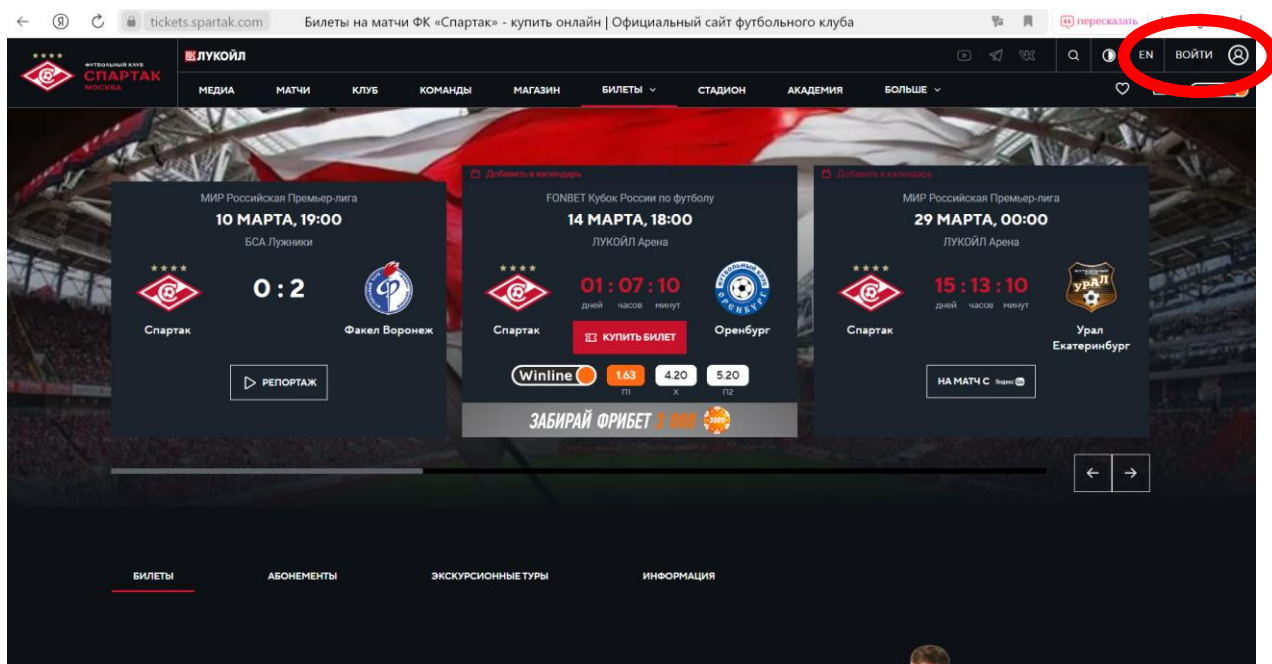 tickets.spartak.com Билеты на матчи ФК «Спартак» - купить онлайн | Официальный сайт футбольного клуба пересказать
ФУТБОЛЬНЫЙ КЛУБ
СПАРТАК
МОСКВА
ЛУКОЙЛ
EN ВОЙТИ
МЕДИА МАТЧИ КЛУБ КОМАНДЫ МАГАЗИН БИЛЕТЫ СТАДИОН АКАДЕМИЯ БОЛЬШЕ
МИР Российская Премьер-лига
10 МАРТА, 19:00
БСА Лужники
0 : 2
Спартак Факел Воронеж
РЕПОРТАЖ
Добавить в календарь
FONBET Кубок России по футболу
14 МАРТА, 18:00
ЛУКОЙЛ Арена
01 : 07 : 10
дней часов минут
Спартак Оренбург
КУПИТЬ БИЛЕТ
Winline 1.63 4.20 5.20
П1 X П2
ЗАБИРАЙ ФРИБЕТ 3 000
Добавить в календарь
МИР Российская Премьер-лига
29 МАРТА, 00:00
ЛУКОЙЛ Арена
15 : 13 : 10
дней часов минут
УРАЛ
Спартак Урал
Екатеринбург
НА МАТЧ С Яндекс Go
БИЛЕТЫ АБОНЕМЕНТЫ ЭКСКУРСИОННЫЕ ТУРЫ ИНФОРМАЦИЯ